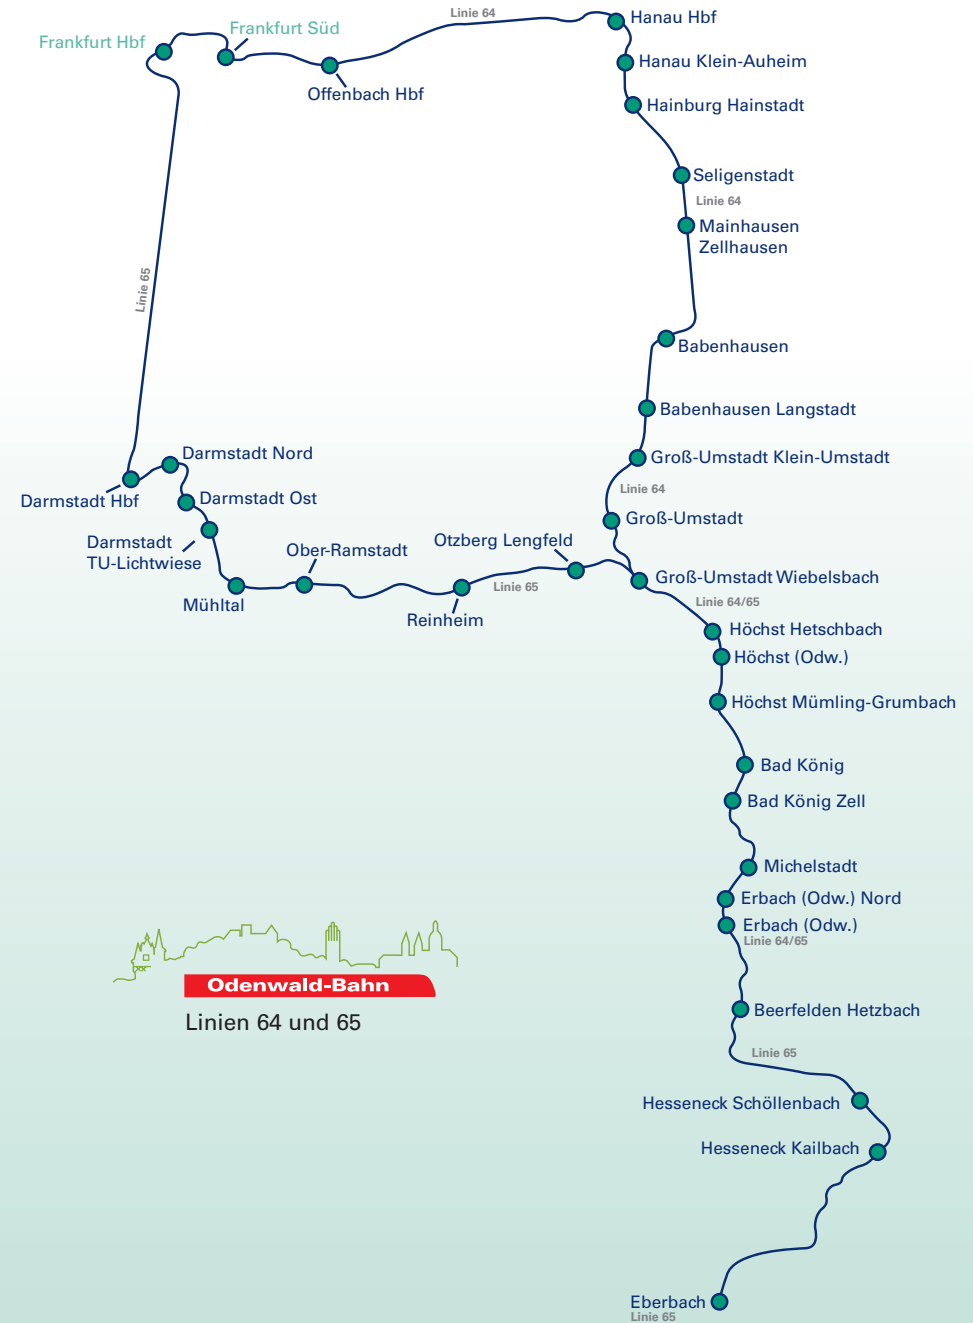 Linie 64
Hanau Hbf
Frankfurt Süd
Frankfurt Hbf
Hanau Klein-Auheim
Offenbach Hbf
Hainburg Hainstadt
Seligenstadt
Linie 64
Mainhausen
Zellhausen
Linie 65
Babenhausen
Babenhausen Langstadt
Darmstadt Nord
Groß-Umstadt Klein-Umstadt
Linie 64
Darmstadt Hbf
Darmstadt Ost
Groß-Umstadt
Darmstadt
TU-Lichtwiese
Ober-Ramstadt
Otzberg Lengfeld
Groß-Umstadt Wiebelsbach
Linie 65
Mühltal
Reinheim
Linie 64/65
Höchst Hetschbach
Höchst (Odw.)
Höchst Mümling-Grumbach
Bad König
Bad König Zell
Michelstadt
Erbach (Odw.) Nord
Erbach (Odw.)
Linie 64/65
Odenwald-Bahn
Linien 64 und 65
Beerfelden Hetzbach
Linie 65
Hesseneck Schöllenbach
Hesseneck Kailbach
Eberbach
Linie 65